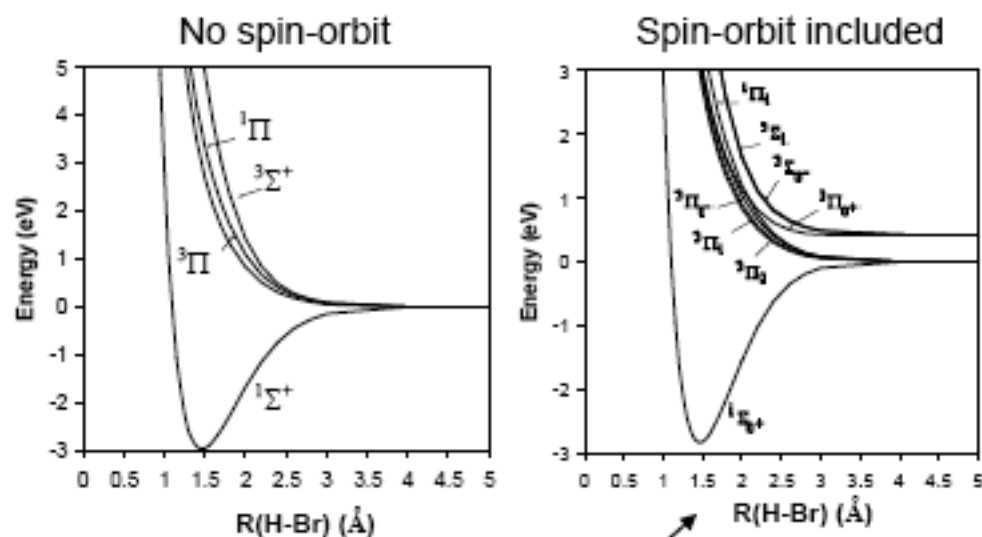 No spin-orbit
Energy (eV)
5
4
3
2
1
0
-1
-2
-3
¹Π
³Σ⁺
³Π
¹Σ⁺
0 0.5 1 1.5 2 2.5 3 3.5 4 4.5 5
R(H-Br) (Å)
Spin-orbit included
Energy (eV)
3
2
1
0
-1
-2
-3
¹Π₁
³Σ₁
³Π₀⁺
³Π₁
³Π₂
¹Σ₀⁺
0 0.5 1 1.5 2 2.5 3 3.5 4 4.5 5
R(H-Br) (Å)